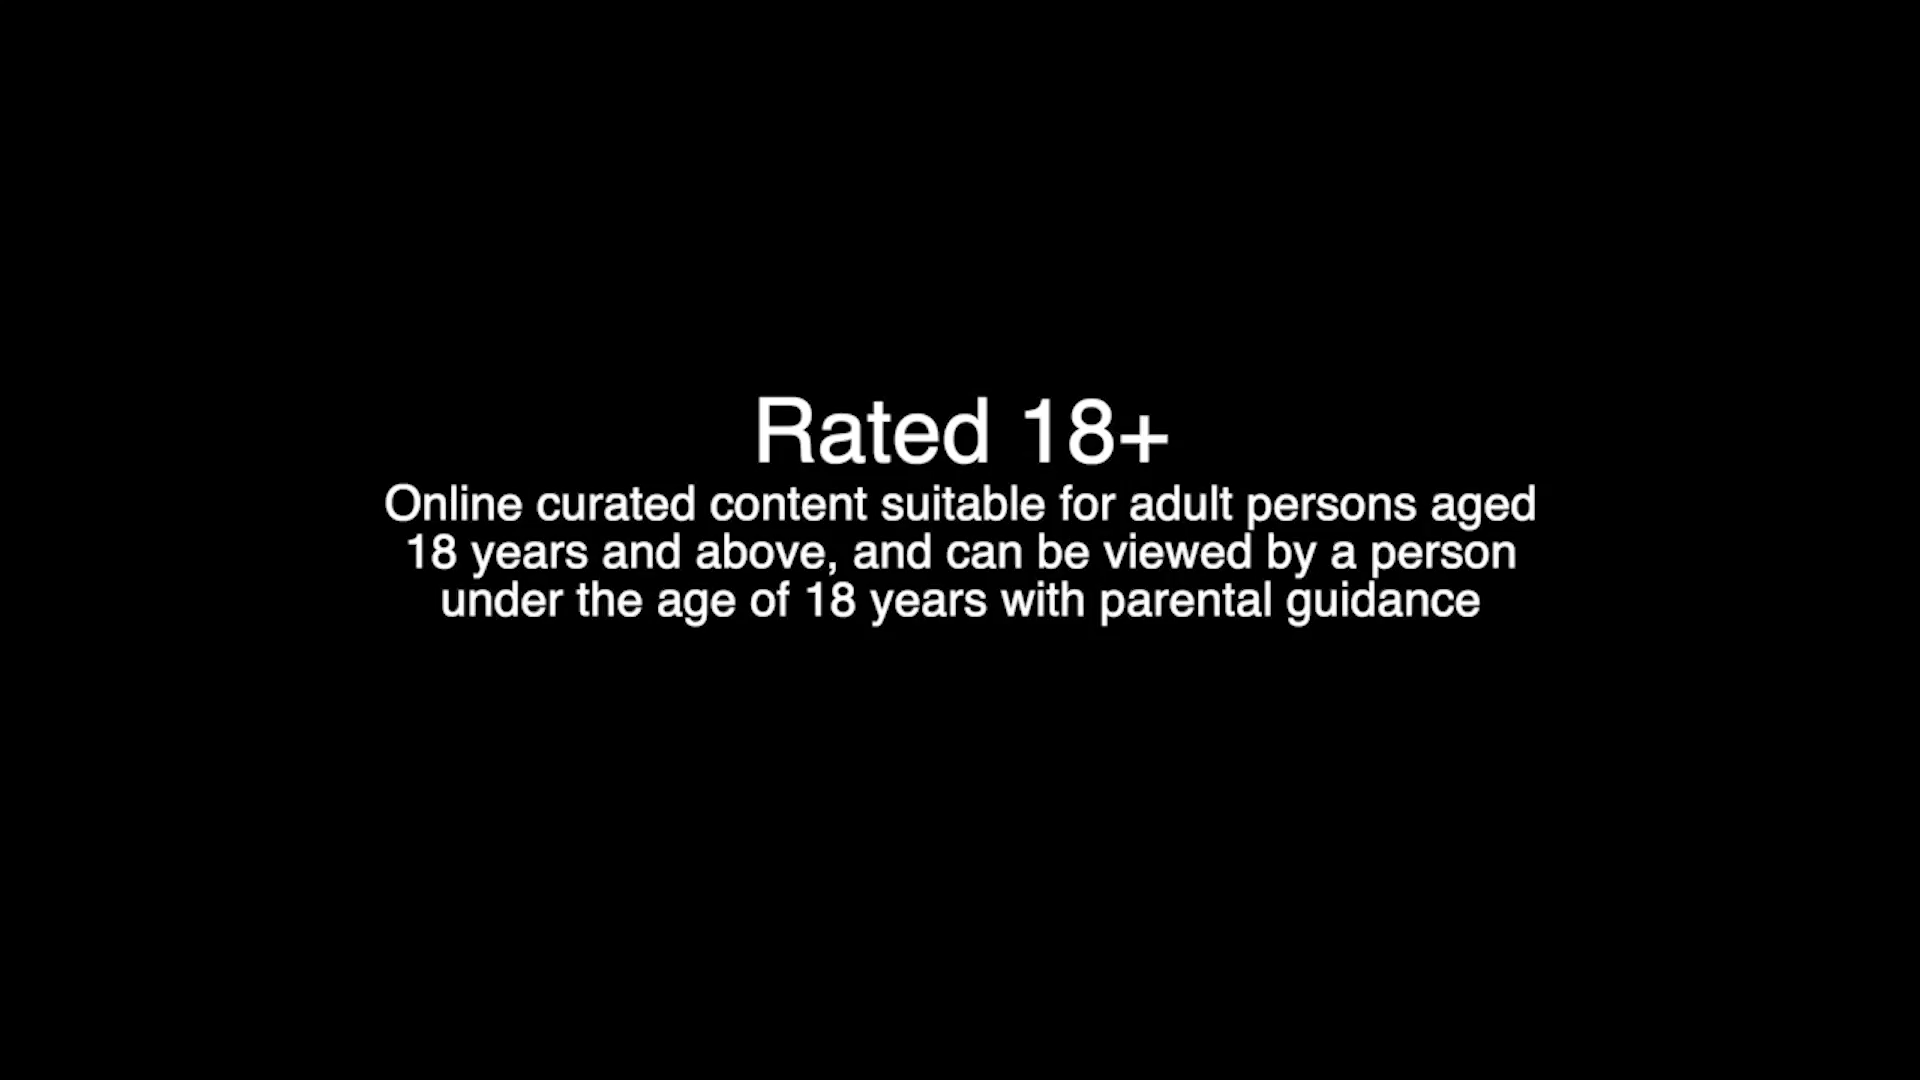 Rated 18+
Online curated content suitable for adult persons aged
18 years and above, and can be viewed by a person
under the age of 18 years with parental guidance